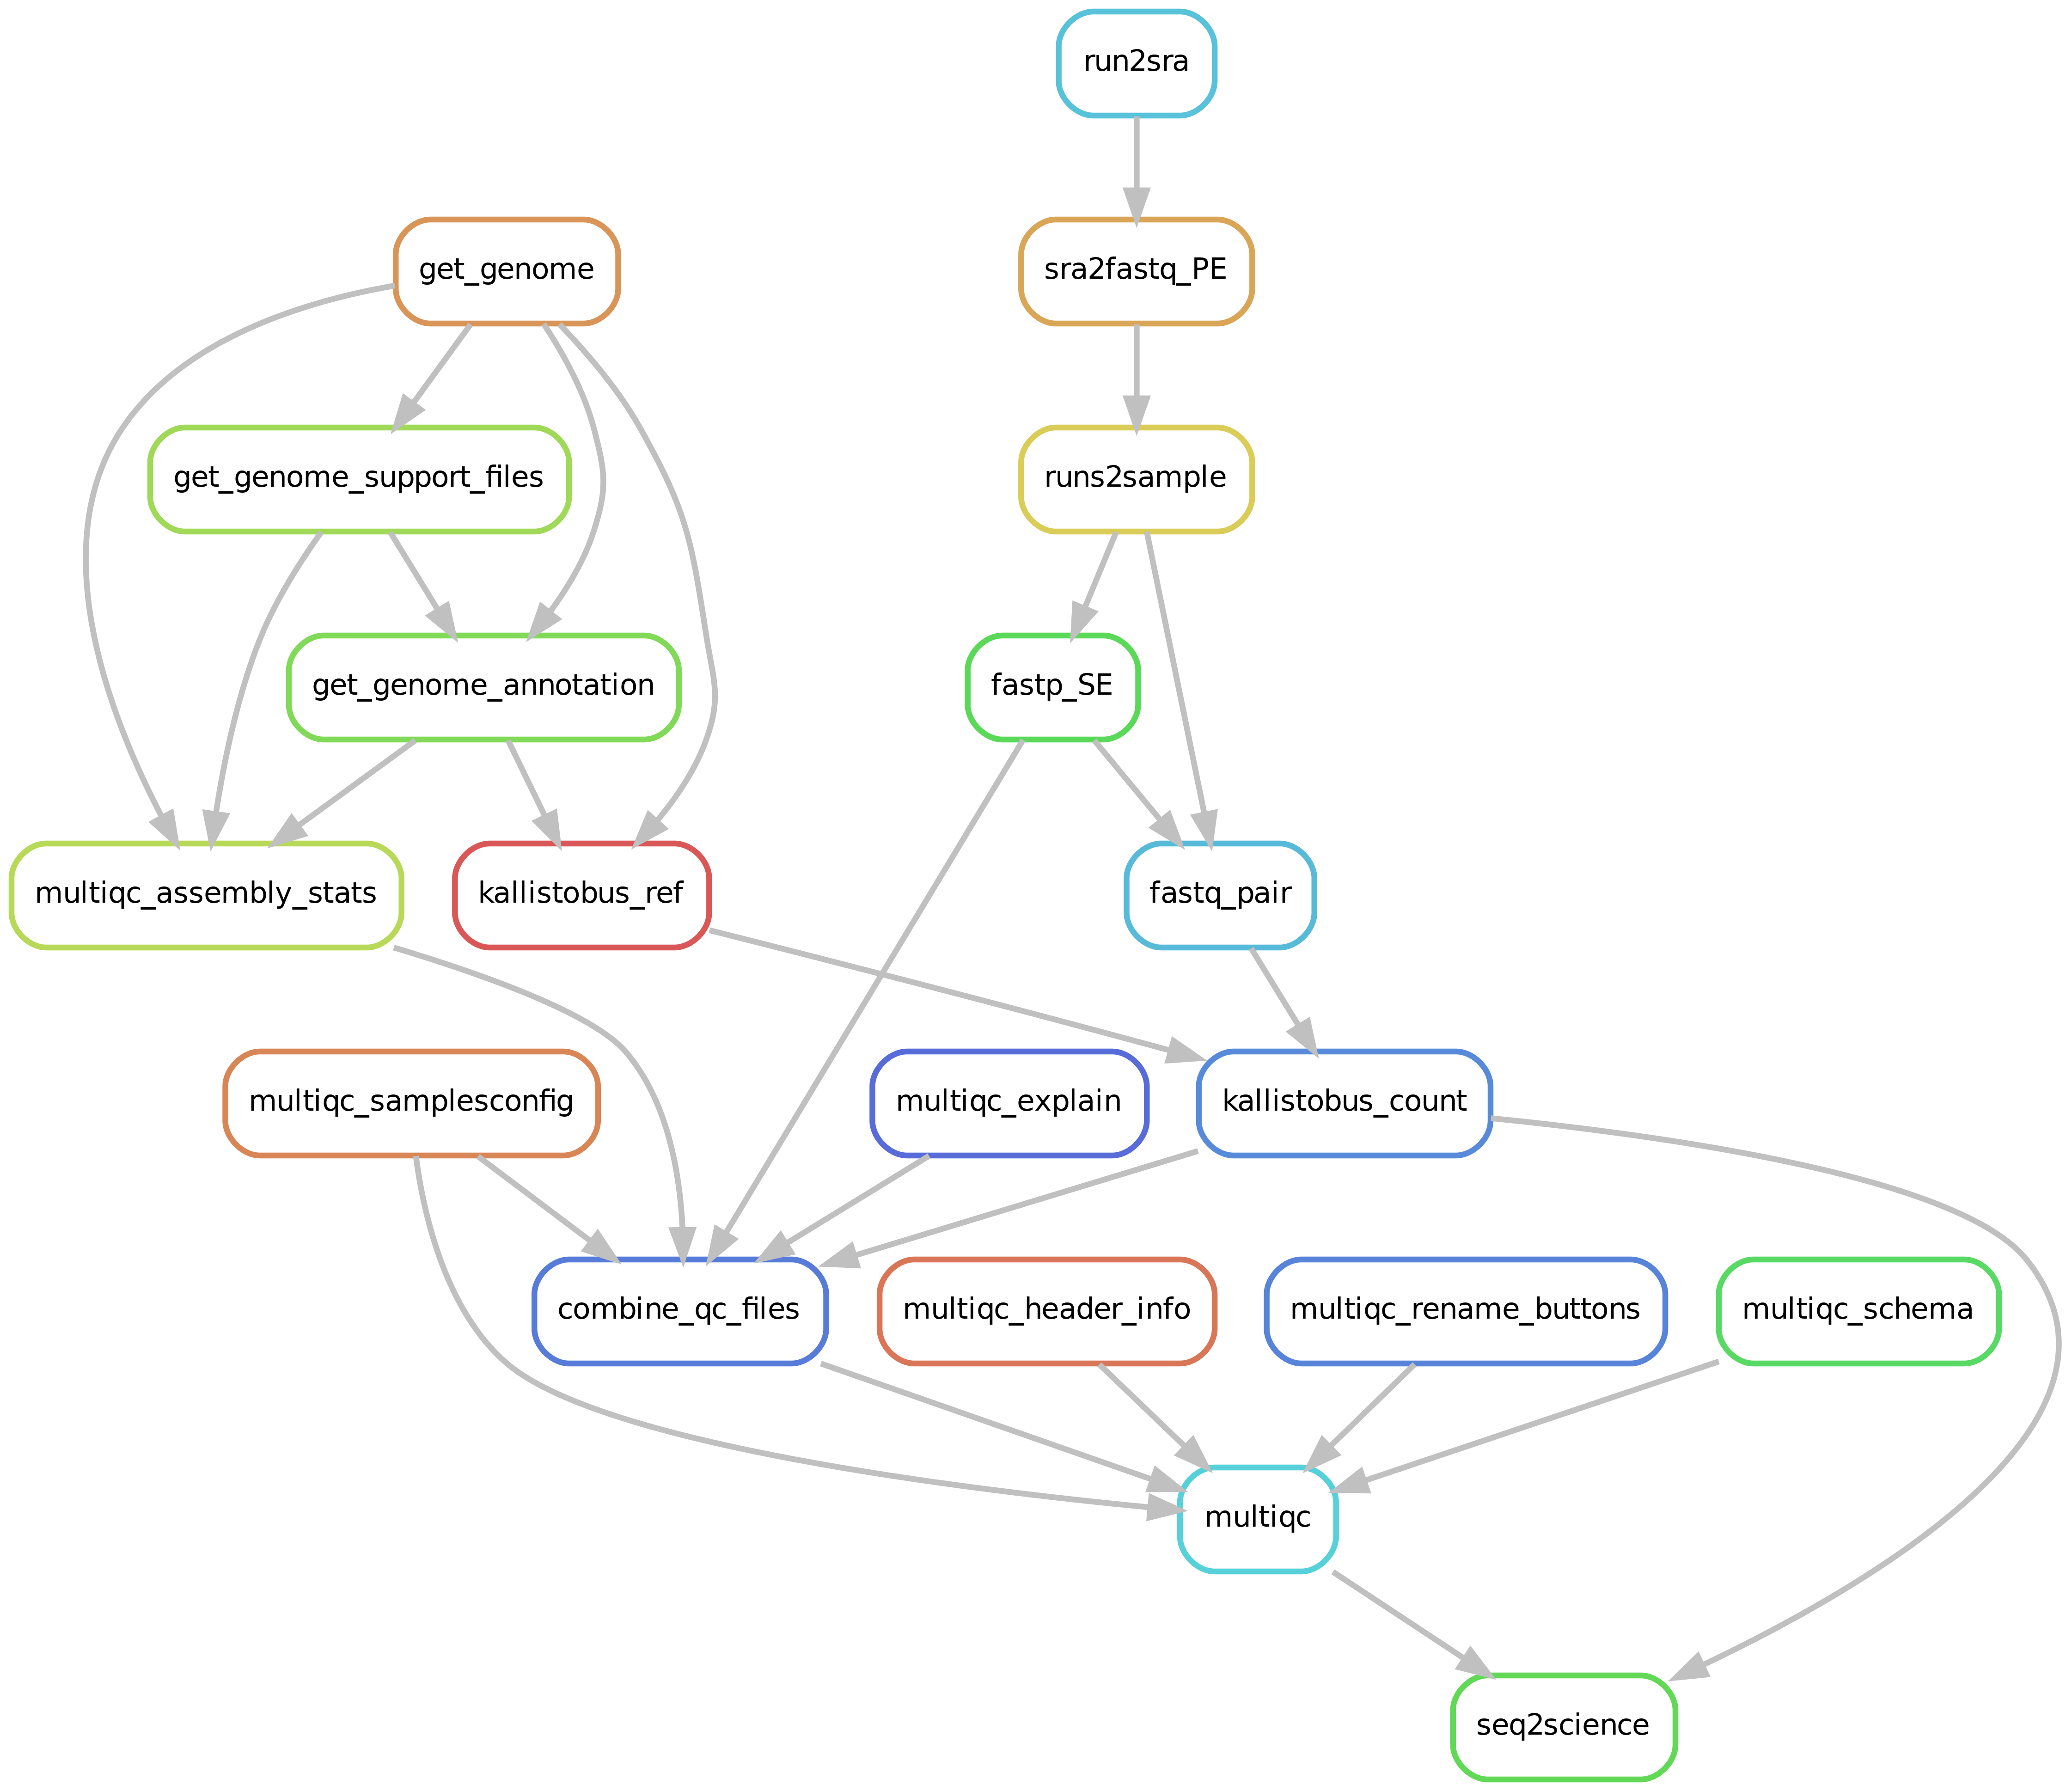 run2sra
get_genome
sra2fastq_PE
get_genome_support_files
runs2sample
get_genome_annotation
fastp_SE
multiqc_assembly_stats
kallistobus_ref
fastq_pair
multiqc_samplesconfig
multiqc_explain
kallistobus_count
combine_qc_files
multiqc_header_info
multiqc_rename_buttons
multiqc_schema
multiqc
seq2science